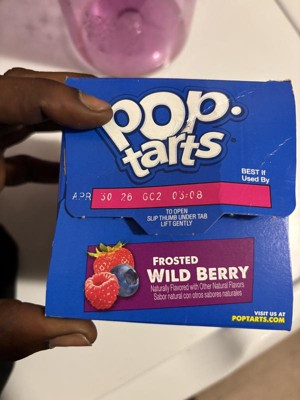 POP·
tarts
BEST If
Used By
APR 30 26 GC2 03:08
TO OPEN
SLIP THUMB UNDER TAB
LIFT GENTLY
FROSTED
WILD BERRY
Naturally Flavored with Other Natural Flavors
Sabor natural con otros sabores naturales
VISIT US AT
POPTARTS.COM